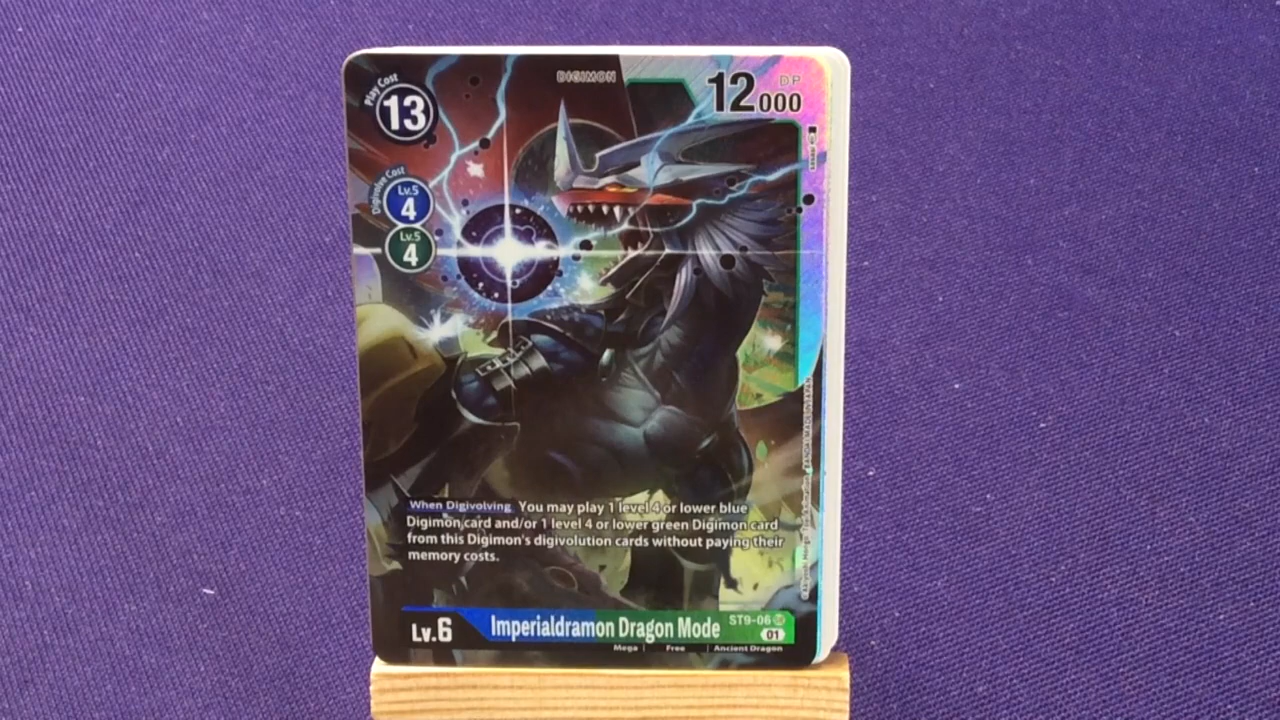 DIGIMON
DP
12000
Play Cost
13
Digivolve Cost
Lv.5
4
Lv.5
4
When Digivolving You may play 1 level 4 or lower blue
Digimon card and/or 1 level 4 or lower green Digimon card
from this Digimon's digivolution cards without paying their
memory costs.
Lv.6
Imperialdramon Dragon Mode
ST9-06
01
Mega | Free | Ancient Dragon